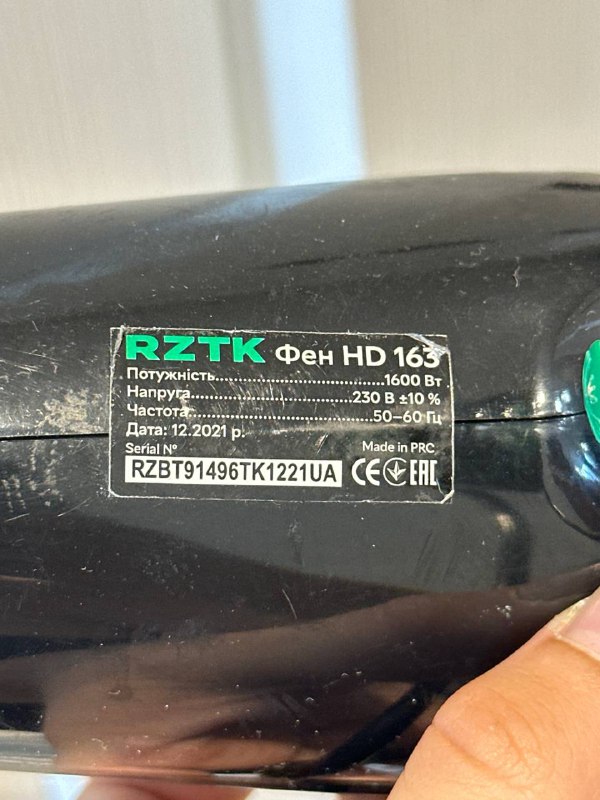 RZTK Фен HD 163
Потужність..................................1600 Вт
Напруга.................................230 В ±10 %
Частота....................................50–60 Гц
Дата: 12.2021 р.
Serial № Made in PRC
RZBT91496TK1221UA CE EAC